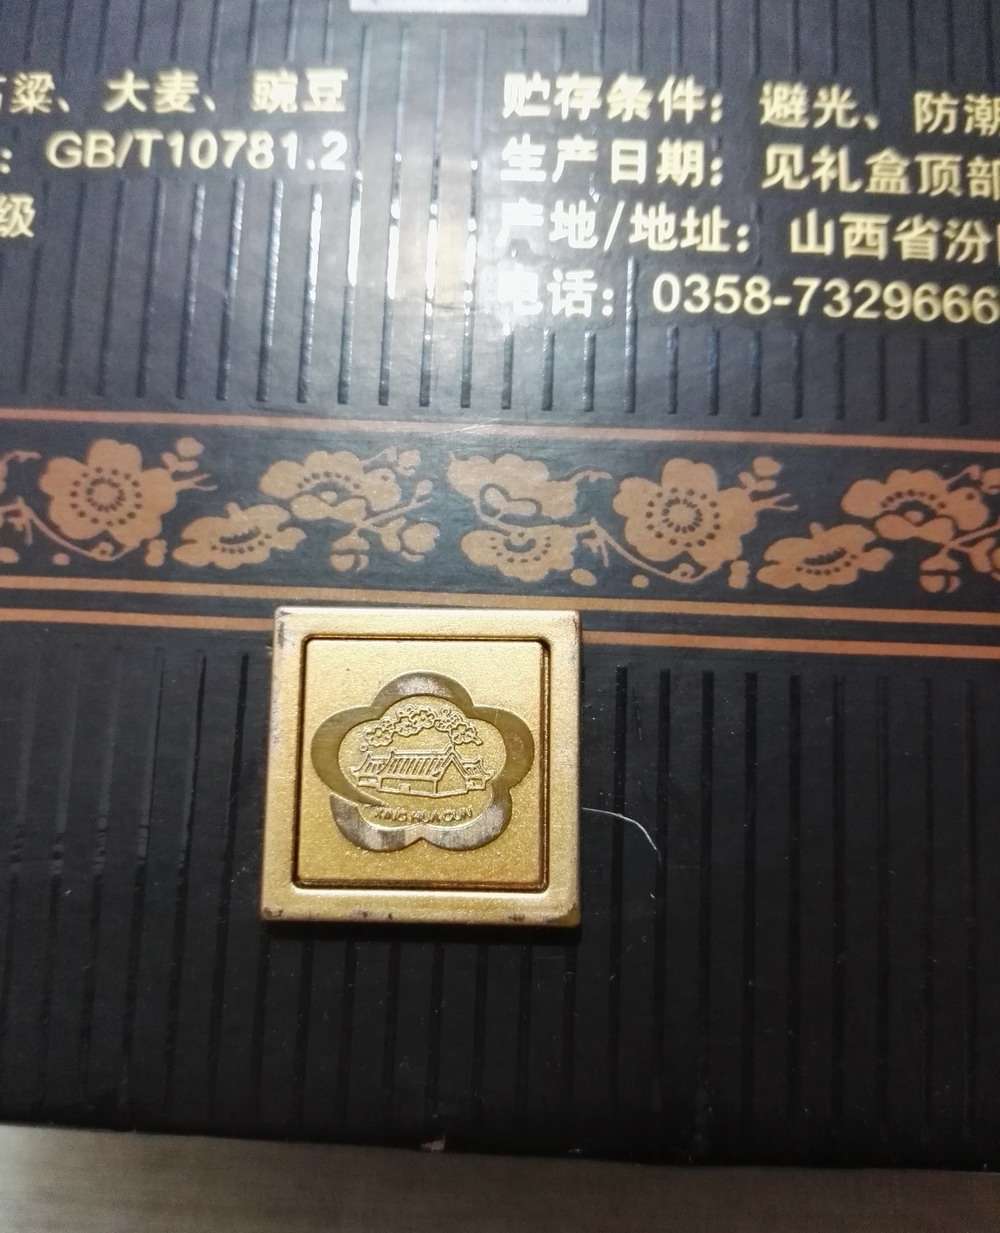 粱、大麦、豌豆
：GB/T10781.2
级
贮存条件：避光、防潮
生产日期：见礼盒顶部
产地/地址：山西省汾
电话：0358-7329666
XING HUA CUN